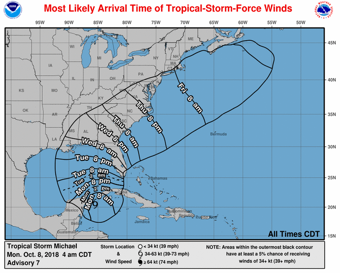 Most Likely Arrival Time of Tropical-Storm-Force Winds
45N
40N
35N
30N
25N
20N
15N
Fri 8 am
Thu 8 pm
Thu 8 am
Wed 8 pm
Wed 8 am
Tue 8 pm
Tue 8 am
Mon 8 pm
Bermuda
All Times CDT
95W
90W
85W
80W
75W
70W
65W
60W
55W
Tropical Storm Michael
Mon. Oct. 8, 2018 4 am CDT
Advisory 7
Storm Location
&
Wind Speed
< 34 kt (39 mph)
34-63 kt (39-73 mph)
≥ 64 kt (74 mph)
NOTE: Areas within the outermost black contour
have at least a 5% chance of receiving
winds of 34+ kt (39+ mph)